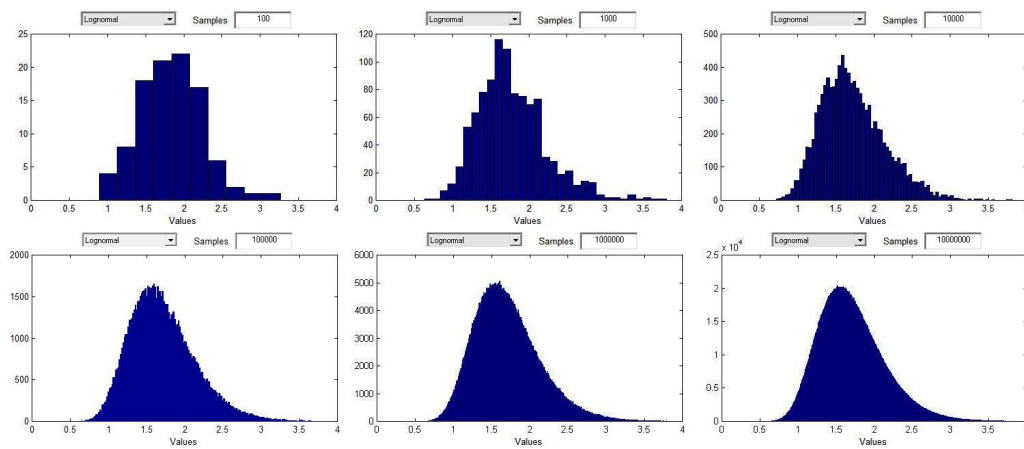 Lognormal Samples 100
25
20
15
10
5
0
0 0.5 1 1.5 2 2.5 3 3.5 4
Values
Lognormal Samples 1000
120
100
80
60
40
20
0
0 0.5 1 1.5 2 2.5 3 3.5 4
Values
Lognormal Samples 10000
500
400
300
200
100
0
0 0.5 1 1.5 2 2.5 3 3.5
Values
Lognormal Samples 100000
2000
1500
1000
500
0
0 0.5 1 1.5 2 2.5 3 3.5 4
Values
Lognormal Samples 1000000
6000
5000
4000
3000
2000
1000
0
0 0.5 1 1.5 2 2.5 3 3.5 4
Values
Lognormal Samples 10000000
x 10^4
2.5
2
1.5
1
0.5
0
0 0.5 1 1.5 2 2.5 3 3.5
Values